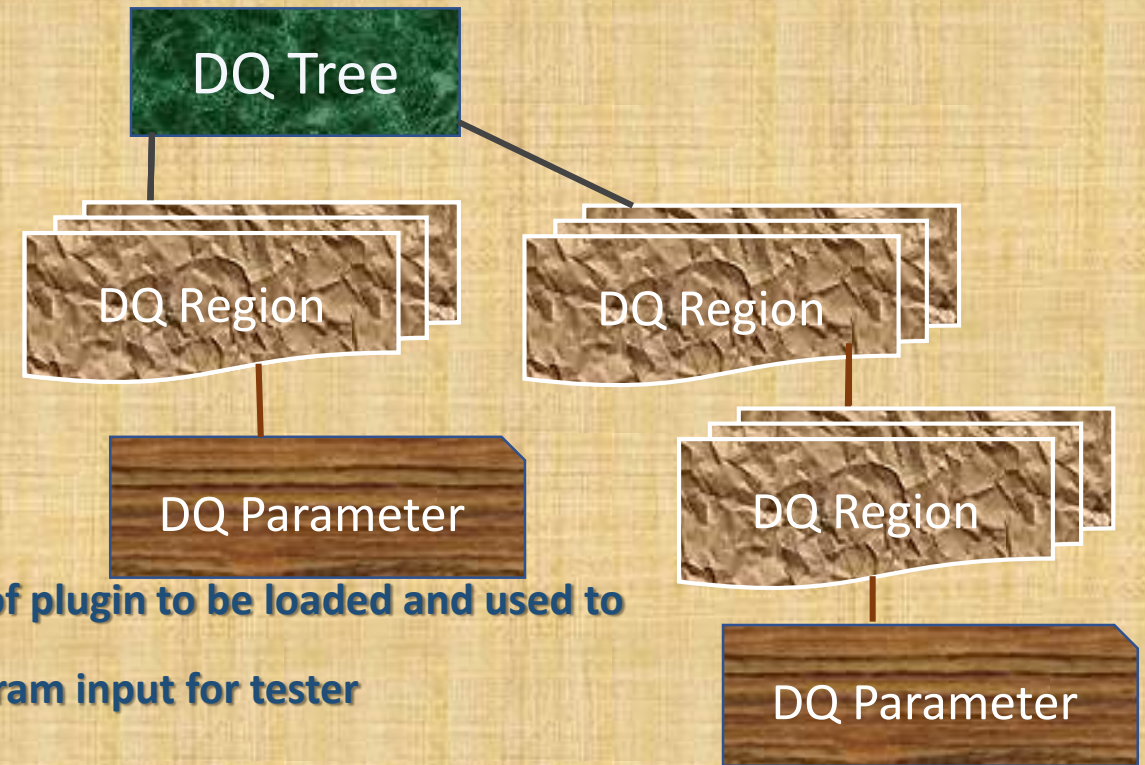 DQ Tree
DQ Region
DQ Region
DQ Parameter
DQ Region
of plugin to be loaded and used to
input for tester
DQ Parameter